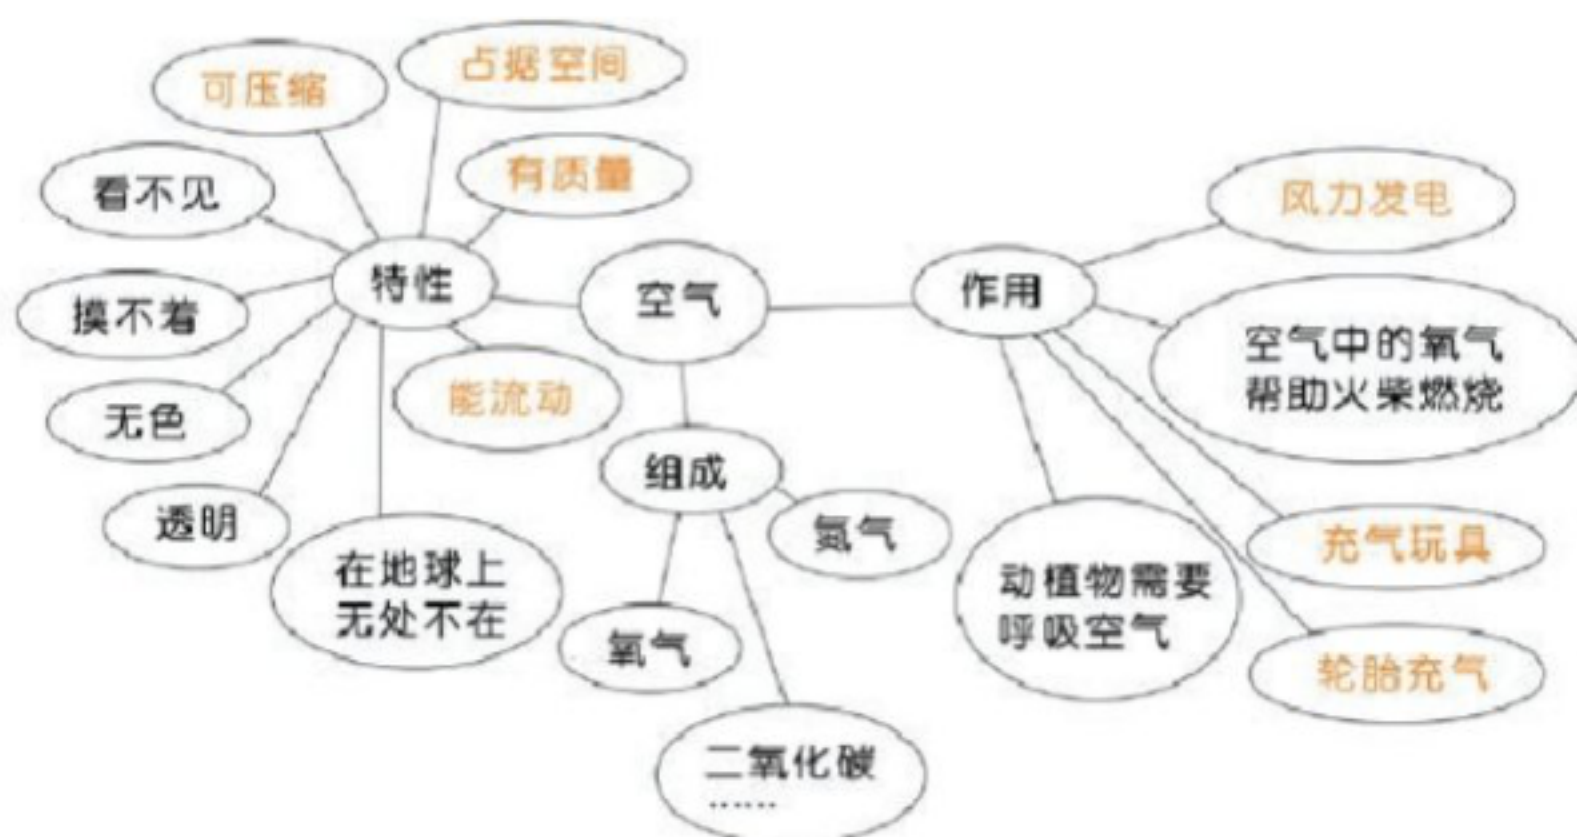 占据空间
可压缩
有质量
看不见
风力发电
特性
空气
作用
摸不着
空气中的氧气
帮助火柴燃烧
能流动
无色
组成
透明
氮气
充气玩具
在地球上
无处不在
动植物需要
呼吸空气
氧气
轮胎充气
二氧化碳
……